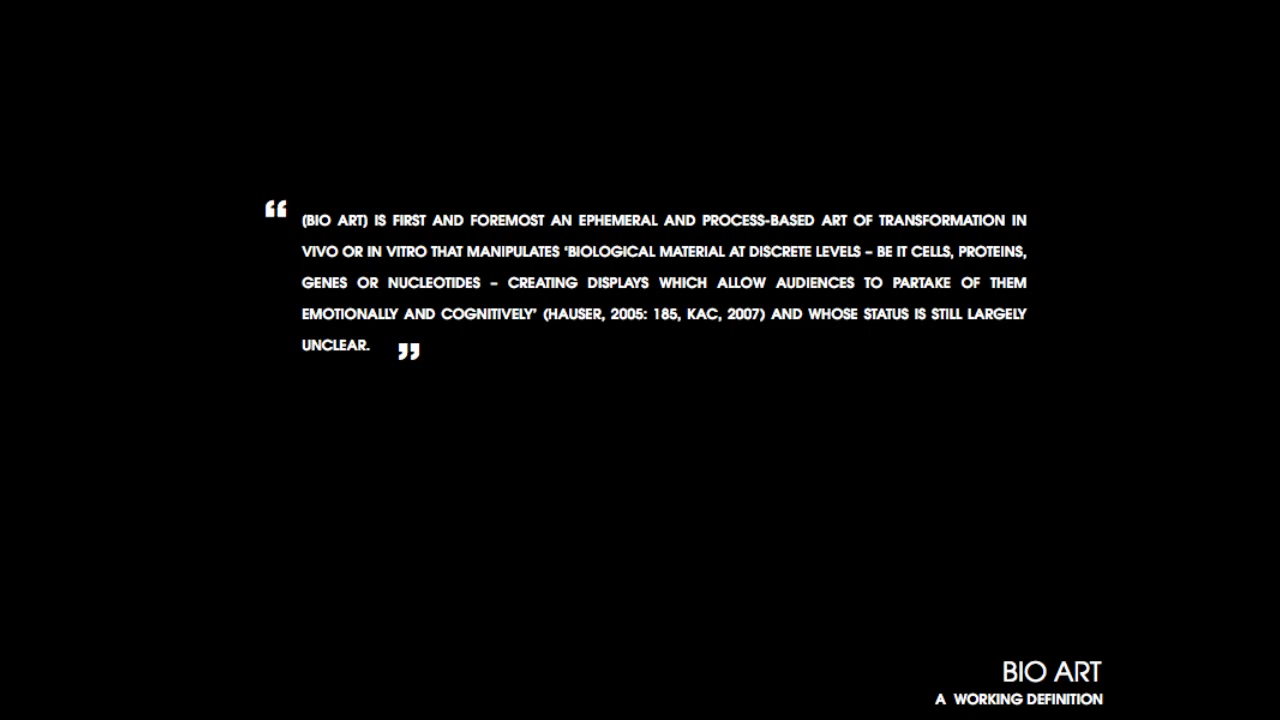 “ (BIO ART) IS FIRST AND FOREMOST AN EPHEMERAL AND PROCESS-BASED ART OF TRANSFORMATION IN
VIVO OR IN VITRO THAT MANIPULATES ‘BIOLOGICAL MATERIAL AT DISCRETE LEVELS – BE IT CELLS, PROTEINS,
GENES OR NUCLEOTIDES – CREATING DISPLAYS WHICH ALLOW AUDIENCES TO PARTAKE OF THEM
EMOTIONALLY AND COGNITIVELY’ (HAUSER, 2005: 185, KAC, 2007) AND WHOSE STATUS IS STILL LARGELY
UNCLEAR. ”
BIO ART
A WORKING DEFINITION